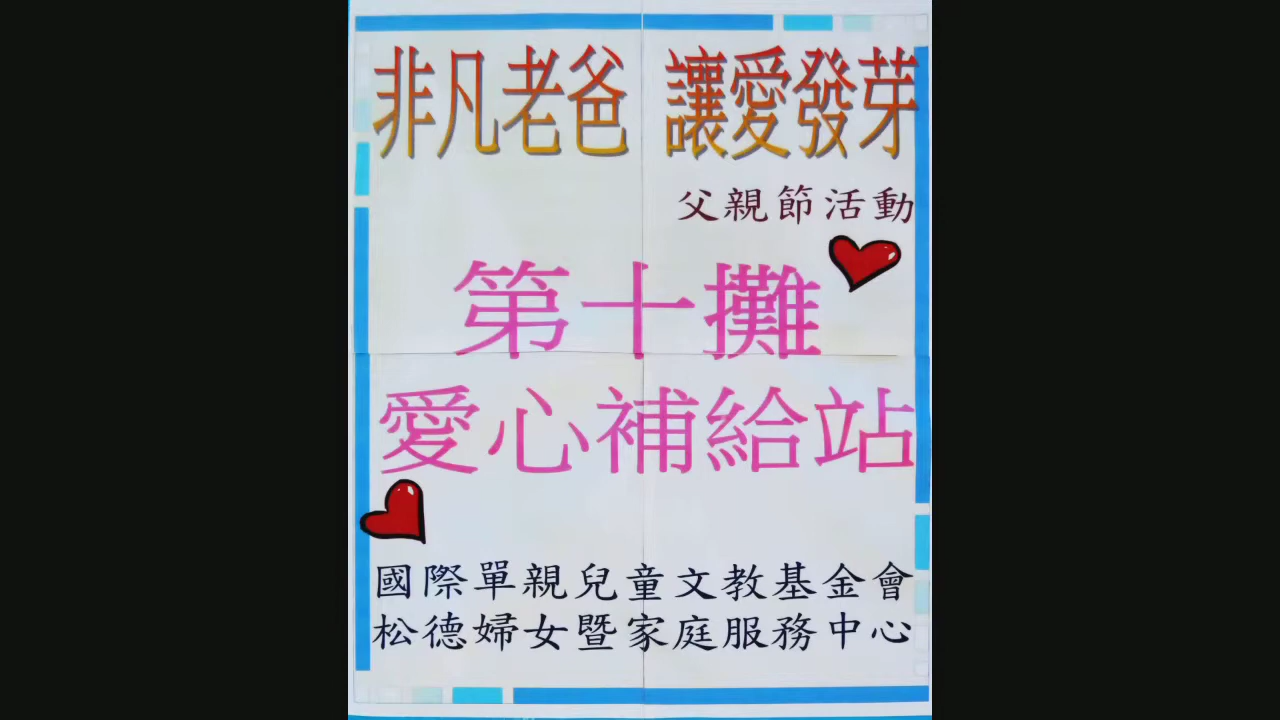 非凡老爸 讓愛發芽
父親節活動
第十攤
愛心補給站
國際單親兒童文教基金會
松德婦女暨家庭服務中心